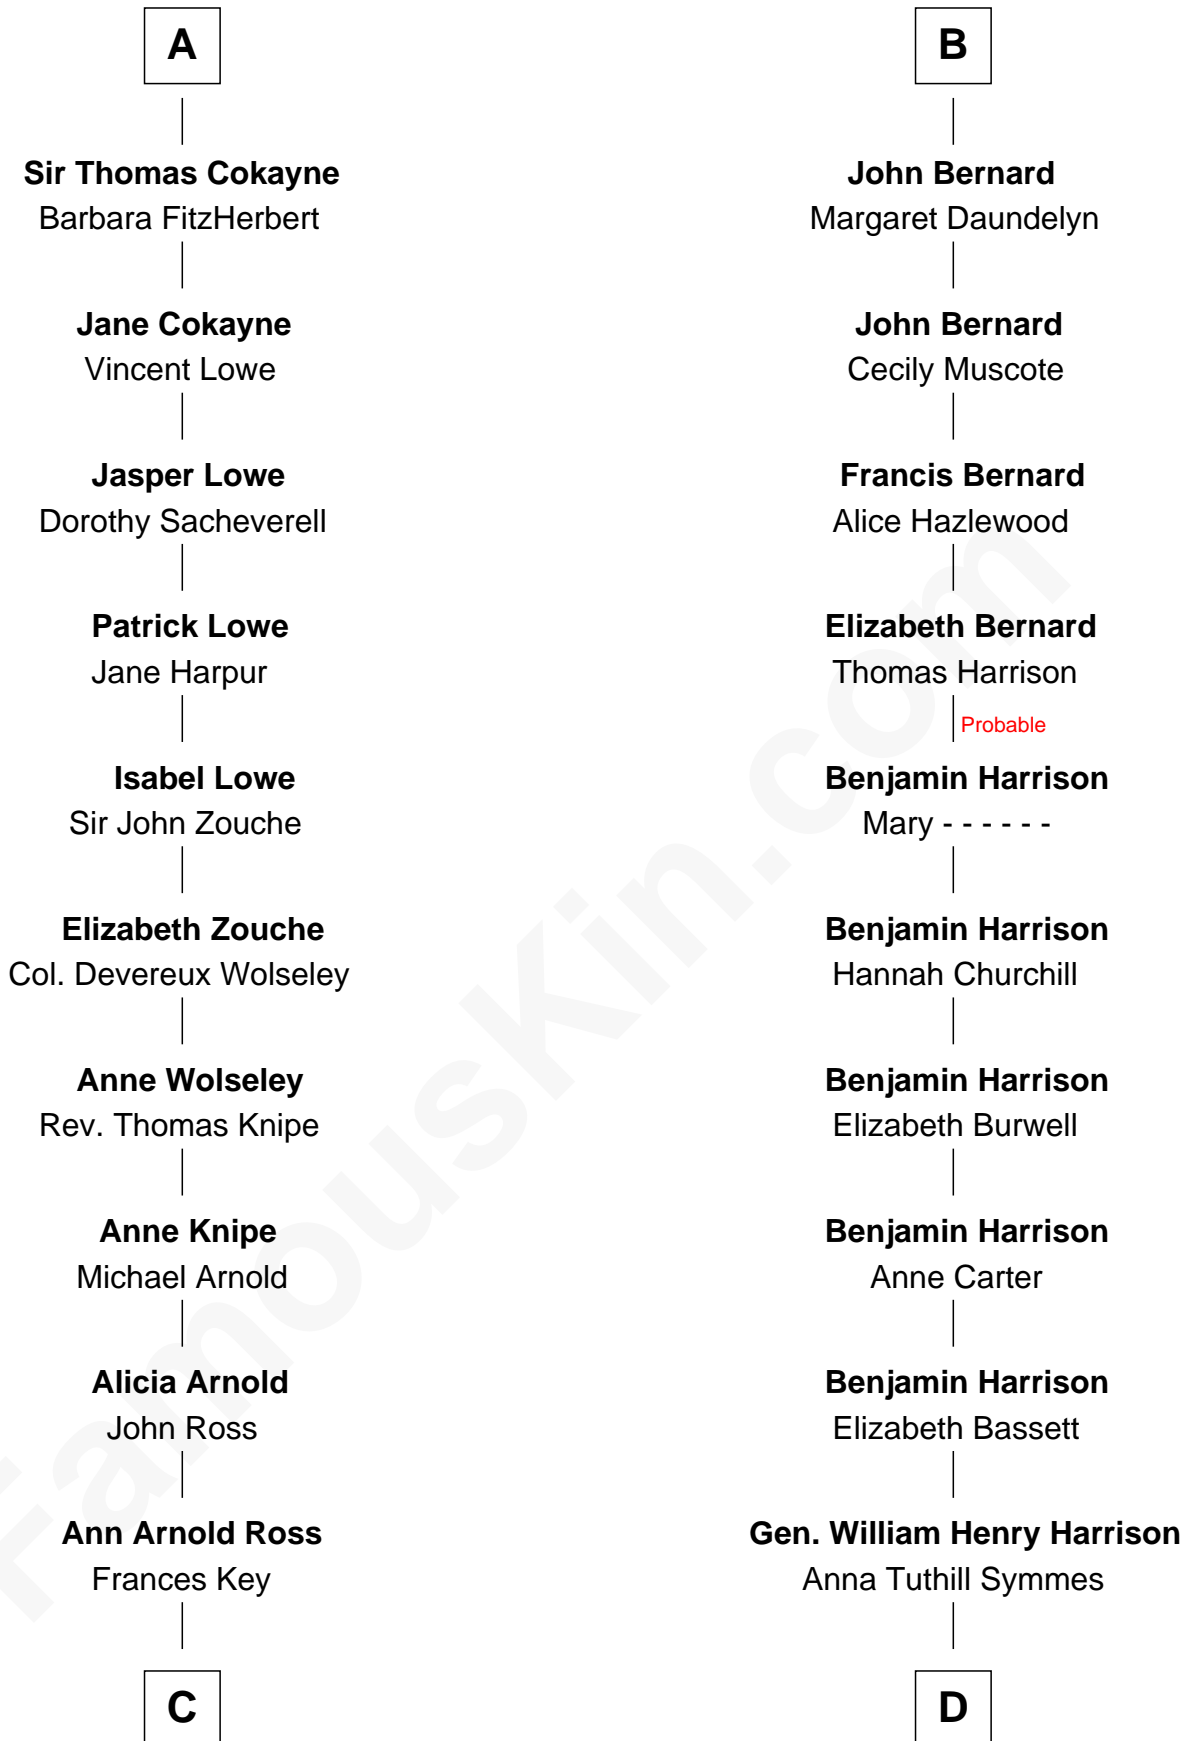 A
Sir Thomas Cokayne
Barbara FitzHerbert
Jane Cokayne
Vincent Lowe
Jasper Lowe
Dorothy Sacheverell
Patrick Lowe
Jane Harpur
Isabel Lowe
Sir John Zouche
Elizabeth Zouche
Col. Devereux Wolseley
Anne Wolseley
Rev. Thomas Knipe
Anne Knipe
Michael Arnold
Alicia Arnold
John Ross
Ann Arnold Ross
Frances Key
C
B
John Bernard
Margaret Daundelyn
John Bernard
Cecily Muscote
Francis Bernard
Alice Hazlewood
Elizabeth Bernard
Thomas Harrison
Probable
Benjamin Harrison
Mary - - - - - -
Benjamin Harrison
Hannah Churchill
Benjamin Harrison
Elizabeth Burwell
Benjamin Harrison
Anne Carter
Benjamin Harrison
Elizabeth Bassett
Gen. William Henry Harrison
Anna Tuthill Symmes
D
FamousKin.com